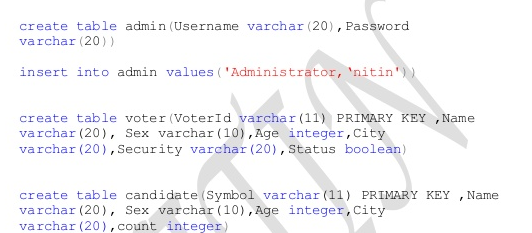 create table admin(Username varchar(20),Password
varchar(20))
insert into admin values('Administrator,'nitin'))
create table voter(VoterId varchar(11) PRIMARY KEY ,Name
varchar(20), Sex varchar(10),Age integer,City
varchar(20),Security varchar(20),Status boolean)
create table candidate(Symbol varchar(11) PRIMARY KEY ,Name
varchar(20), Sex varchar(10),Age integer,City
varchar(20),count integer)